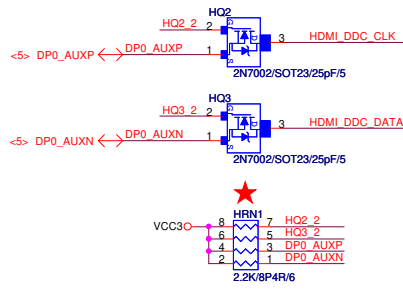 HQ2
HQ2_2 2 G D S 3 HDMI_DDC_CLK
<5> DP0_AUXP DP0_AUXP 1
2N7002/SOT23/25pF/5
HQ3
HQ3_2 2 G D S 3 HDMI_DDC_DATA
<5> DP0_AUXN DP0_AUXN 1
2N7002/SOT23/25pF/5
HRN1
VCC3 8 7 HQ2_2
6 5 HQ3_2
4 3 DP0_AUXP
2 1 DP0_AUXN
2.2K/8P4R/6